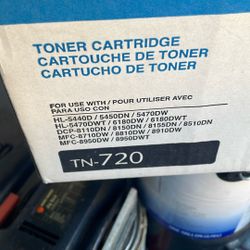 TONER CARTRIDGE
CARTOUCHE DE TONER
CARTUCHO DE TONER
FOR USE WITH / POUR UTILISER AVEC
PARA USO CON
HL-5440D / 5450DN / 5470DW
HL-5470DWT / 6180DW / 6180DWT
DCP-8110DN / 8150DN / 8155DN / 8510DN
MFC-8710DW / 8810DW / 8910DW
MFC-8950DW / 8950DWT
TN-720